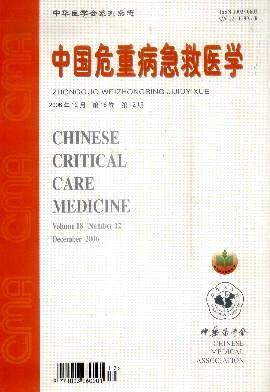 中华医学会系列杂志
中国危重病急救医学
ZHONGGUO WEIZHONGBING JIJIUYIXUE
2006年12月 第18卷 第12期
CHINESE
CRITICAL
CARE
MEDICINE
Volume 18 Number 12
December 2006
CMA
CMA
CMA
中华医学会
CHINESE
MEDICAL
ASSOCIATION